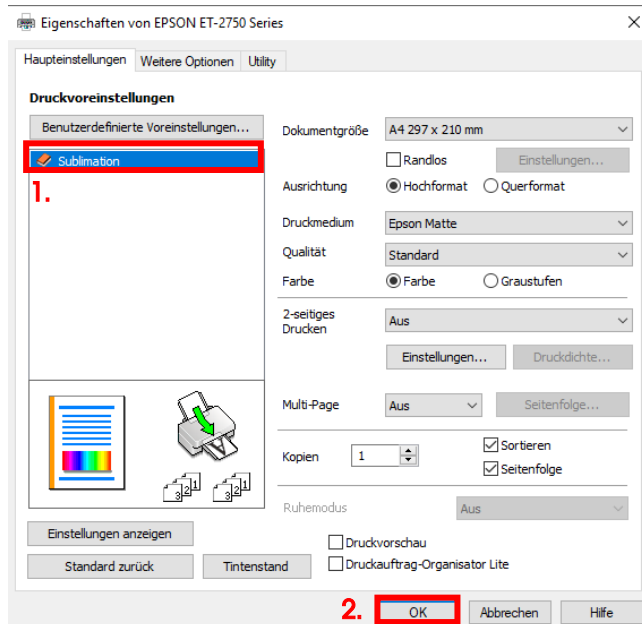 Eigenschaften von EPSON ET-2750 Series
Haupteinstellungen Weitere Optionen Utility
Druckvoreinstellungen
Benutzerdefinierte Voreinstellungen...
Sublimation
1.
Dokumentgröße A4 297 x 210 mm
Randlos Einstellungen...
Ausrichtung Hochformat Querformat
Druckmedium Epson Matte
Qualität Standard
Farbe Farbe Graustufen
2-seitiges
Drucken
Aus
Einstellungen... Druckdichte...
Multi-Page Aus Seitenfolge...
Kopien 1 Sortieren
Seitenfolge
Ruhemodus Aus
321 321
Einstellungen anzeigen
Standard zurück Tintenstand
Druckvorschau
Druckauftrag-Organisator Lite
2. OK Abbrechen Hilfe